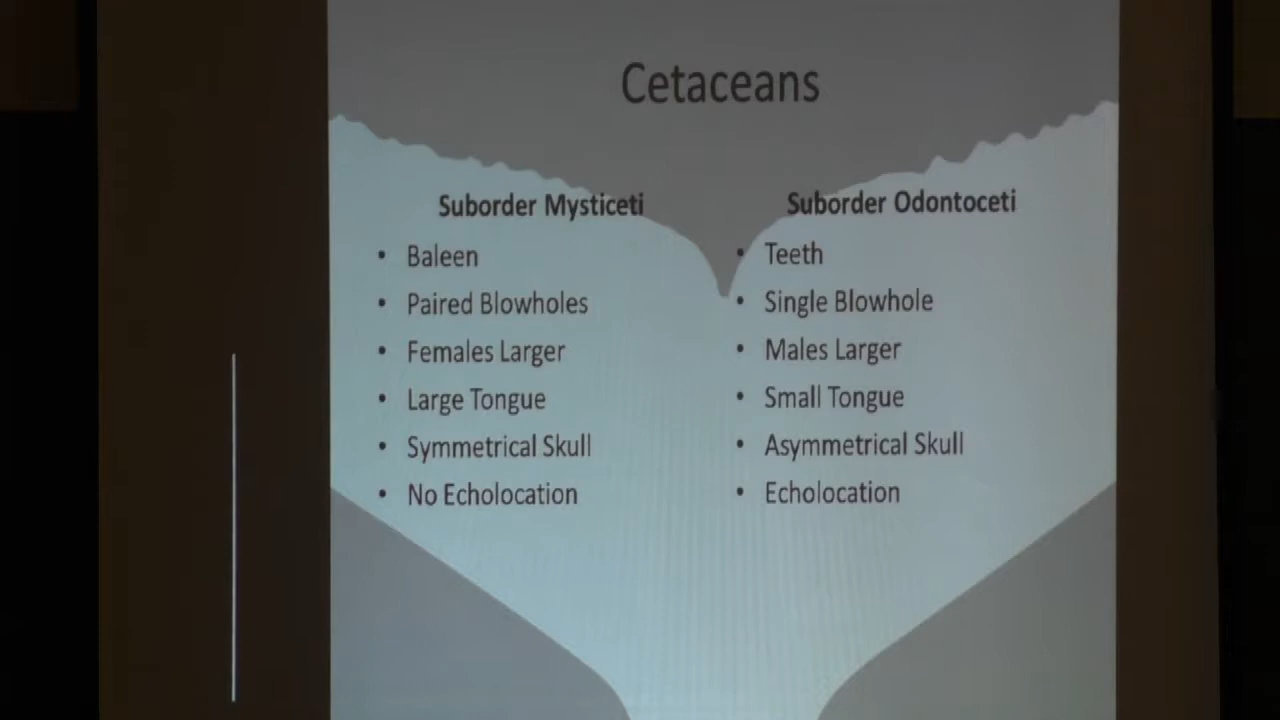 Cetaceans
Suborder Mysticeti
• Baleen
• Paired Blowholes
• Females Larger
• Large Tongue
• Symmetrical Skull
• No Echolocation
Suborder Odontoceti
• Teeth
• Single Blowhole
• Males Larger
• Small Tongue
• Asymmetrical Skull
• Echolocation